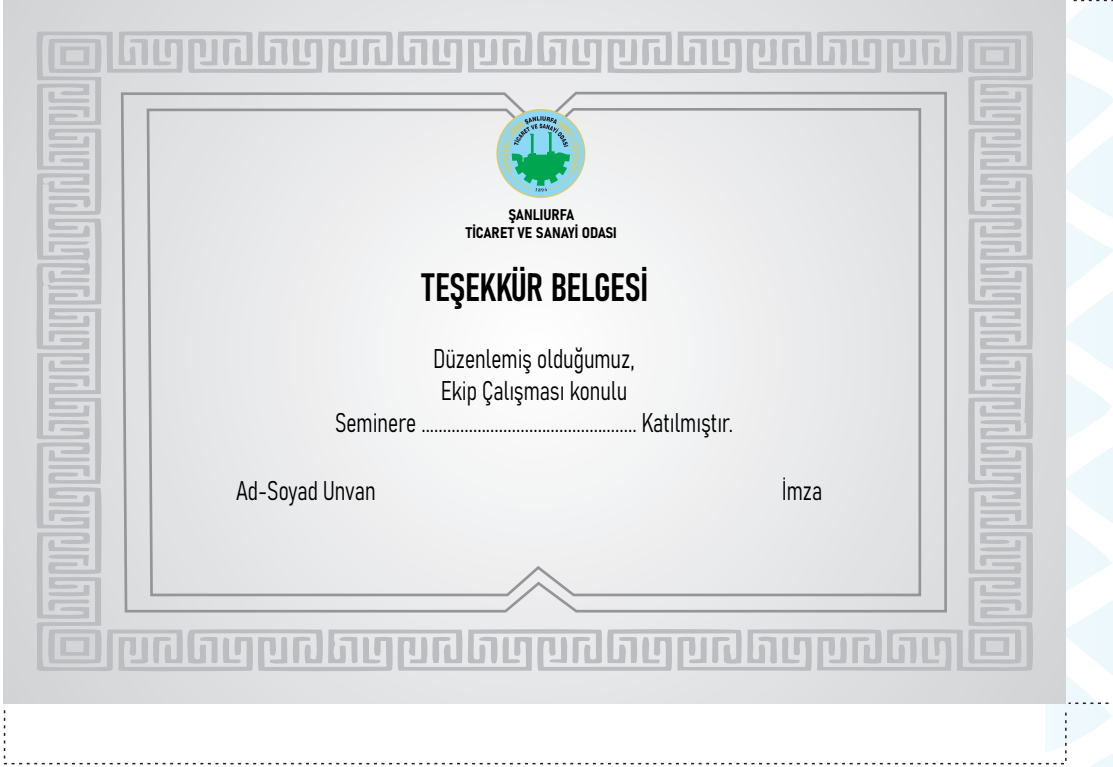 ŞANLIURFA
TİCARET VE SANAYİ ODASI
1894
ŞANLIURFA
TİCARET VE SANAYİ ODASI
TEŞEKKÜR BELGESİ
Düzenlemiş olduğumuz,
Ekip Çalışması konulu
Seminere .................................................. Katılmıştır.
Ad-Soyad Unvan
İmza